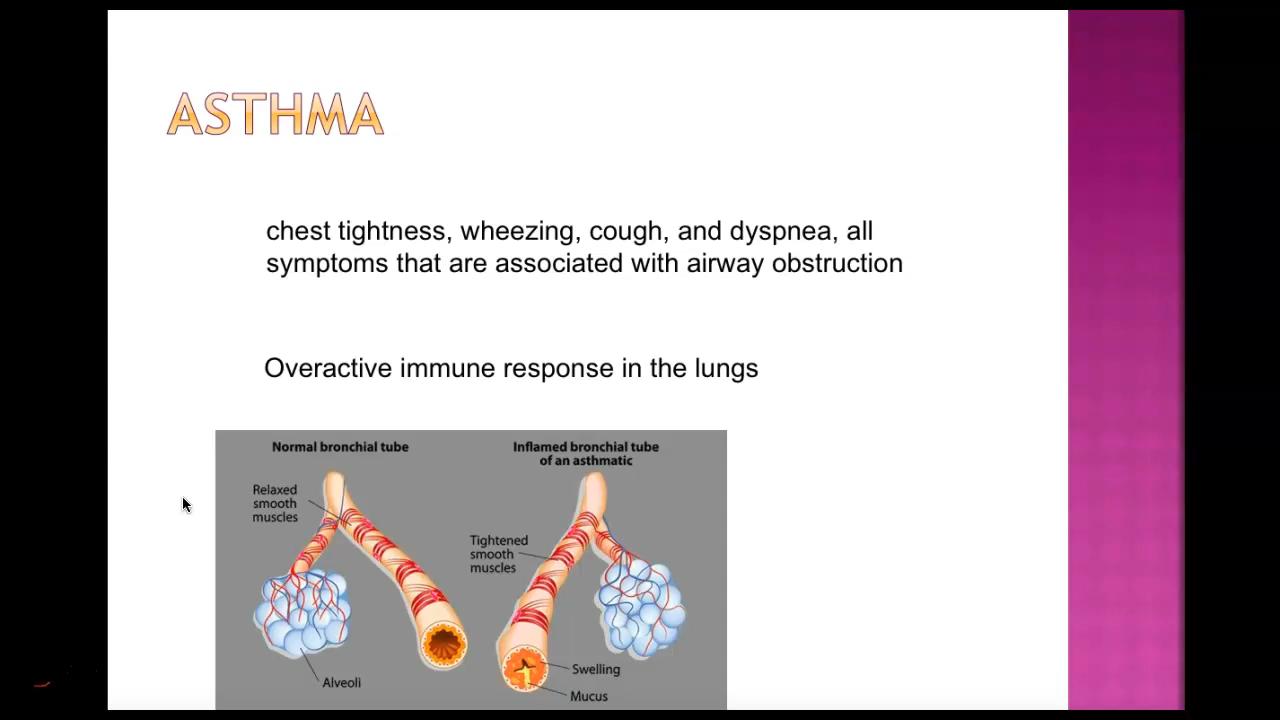 ASTHMA
chest tightness, wheezing, cough, and dyspnea, all
symptoms that are associated with airway obstruction
Overactive immune response in the lungs
Normal bronchial tube
Relaxed
smooth
muscles
Alveoli
Inflamed bronchial tube
of an asthmatic
Tightened
smooth
muscles
Swelling
Mucus